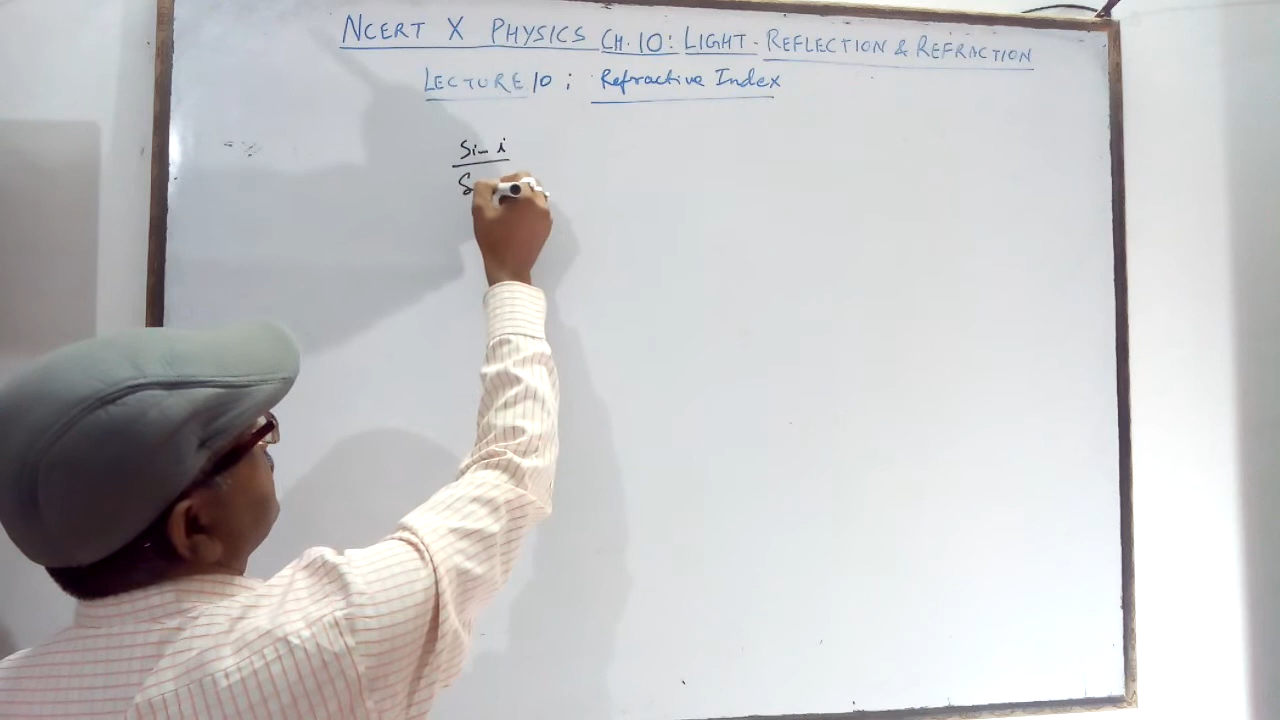 NCERT X PHYSICS CH.10: LIGHT - REFLECTION & REFRACTION
LECTURE 10 ; Refractive Index
Sin i
S